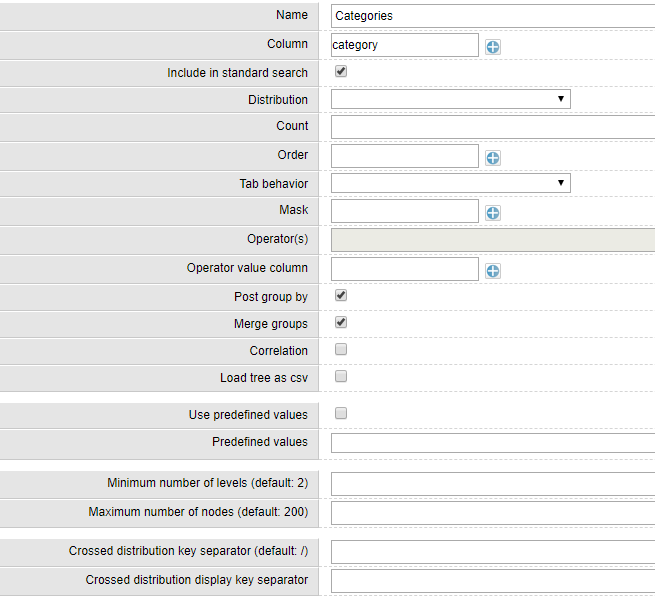 Name Categories
Column category
Include in standard search
Distribution
Count
Order
Tab behavior
Mask
Operator(s)
Operator value column
Post group by
Merge groups
Correlation
Load tree as csv
Use predefined values
Predefined values
Minimum number of levels (default: 2)
Maximum number of nodes (default: 200)
Crossed distribution key separator (default: /)
Crossed distribution display key separator